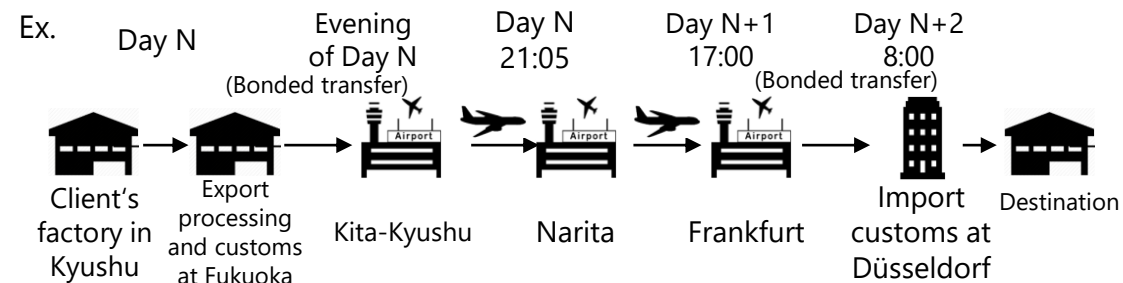 Ex.
Day N
Evening
of Day N
(Bonded transfer)
Day N
21:05
Day N+1
17:00
(Bonded transfer)
Day N+2
8:00
Airport
Airport
Airport
Client's
factory in
Kyushu
Export
processing
and customs
at Fukuoka
Kita-Kyushu
Narita
Frankfurt
Import
customs at
Düsseldorf
Destination